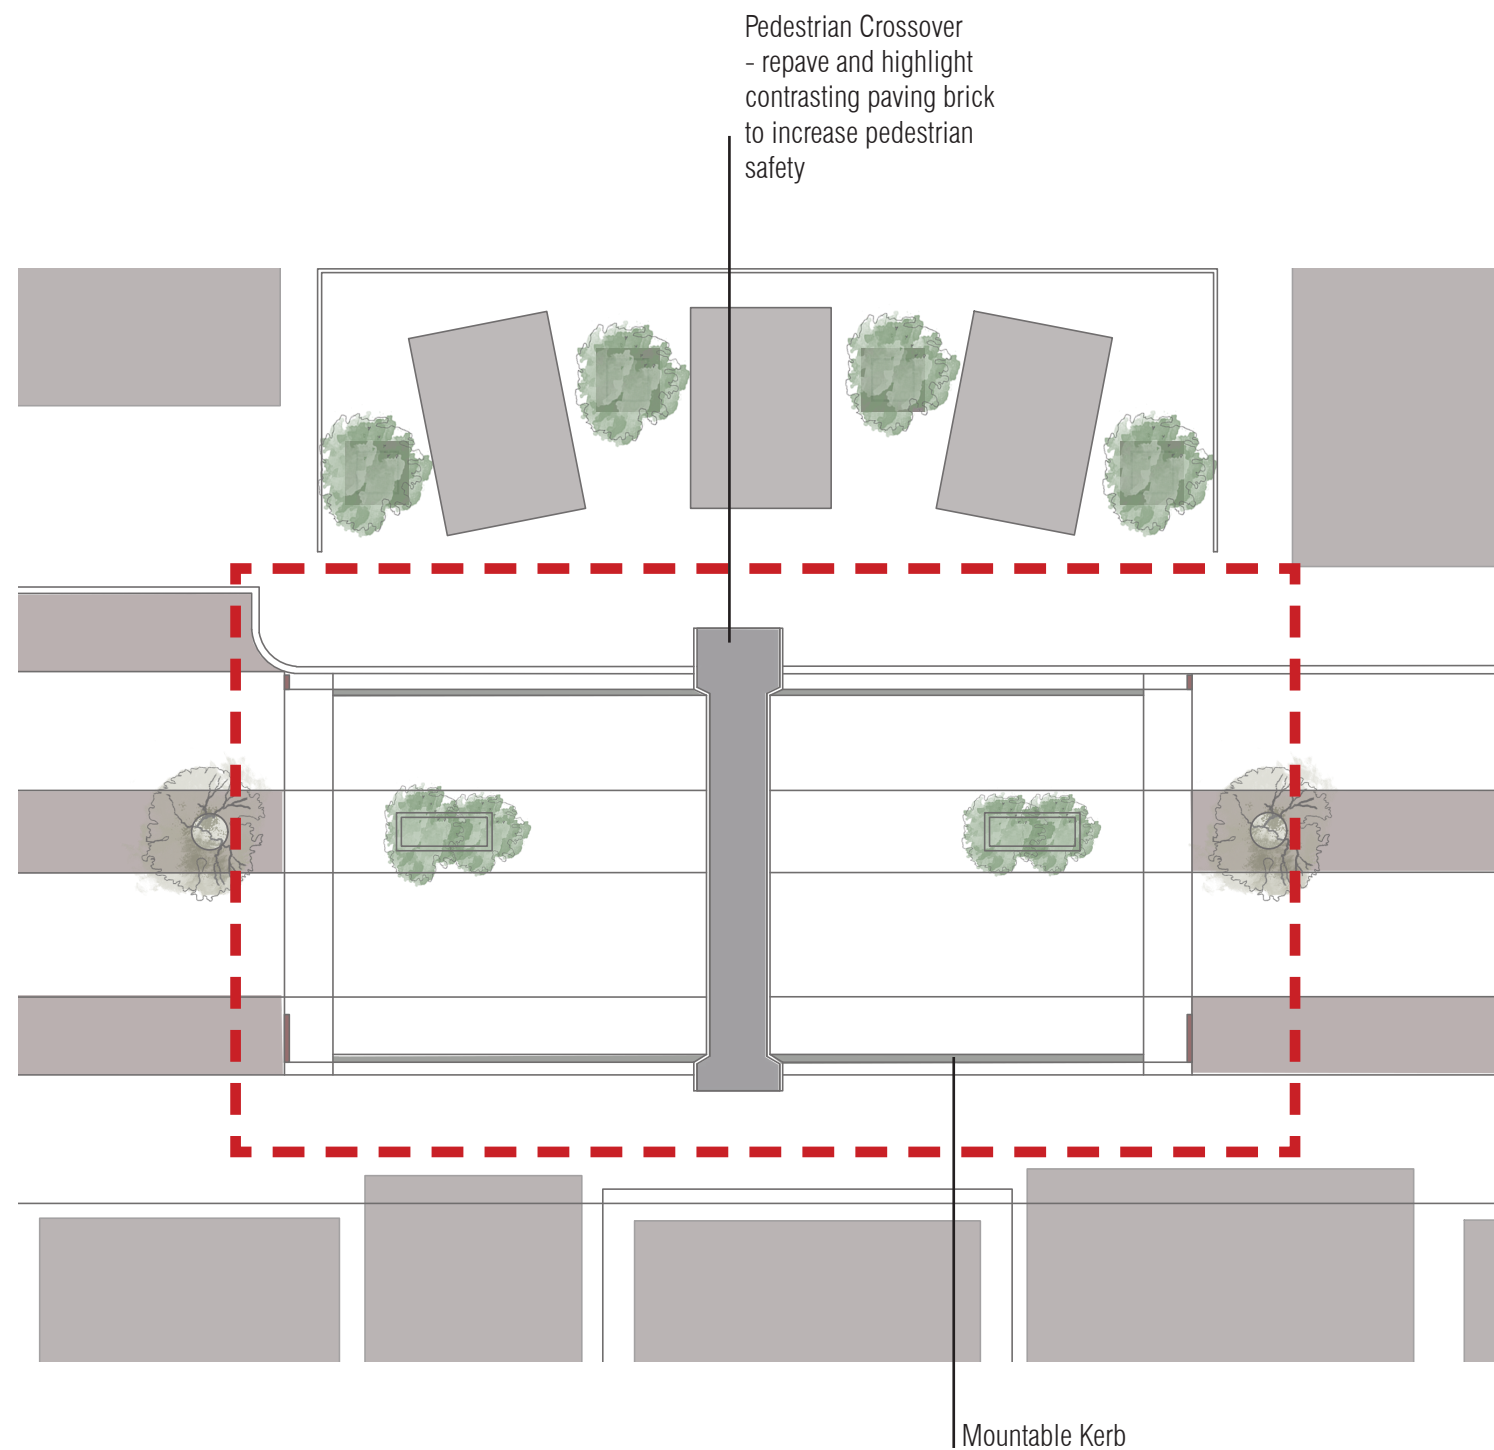 Pedestrian Crossover
- repave and highlight
contrasting paving brick
to increase pedestrian
safety
Mountable Kerb